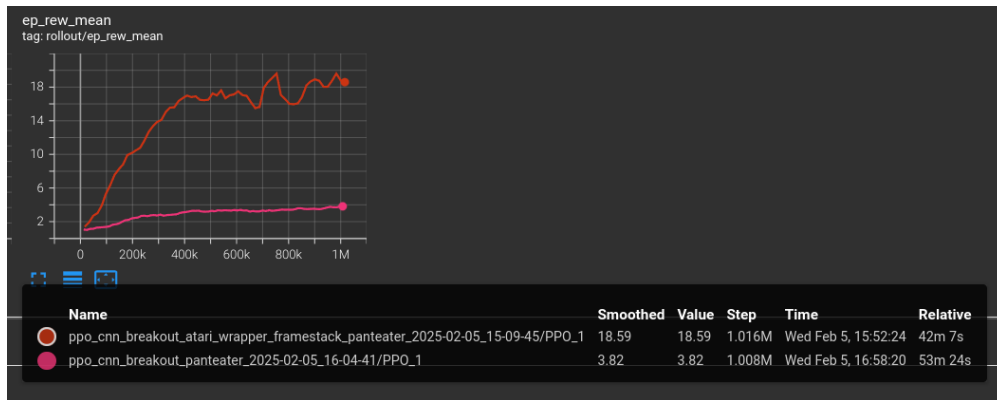 ep_rew_mean
tag: rollout/ep_rew_mean
18
14
10
6
2
0 200k 400k 600k 800k 1M
Name Smoothed Value Step Time Relative
ppo_cnn_breakout_atari_wrapper_framestack_panteater_2025-02-05_15-09-45/PPO_1 18.59 18.59 1.016M Wed Feb 5, 15:52:24 42m 7s
ppo_cnn_breakout_panteater_2025-02-05_16-04-41/PPO_1 3.82 3.82 1.008M Wed Feb 5, 16:58:20 53m 24s